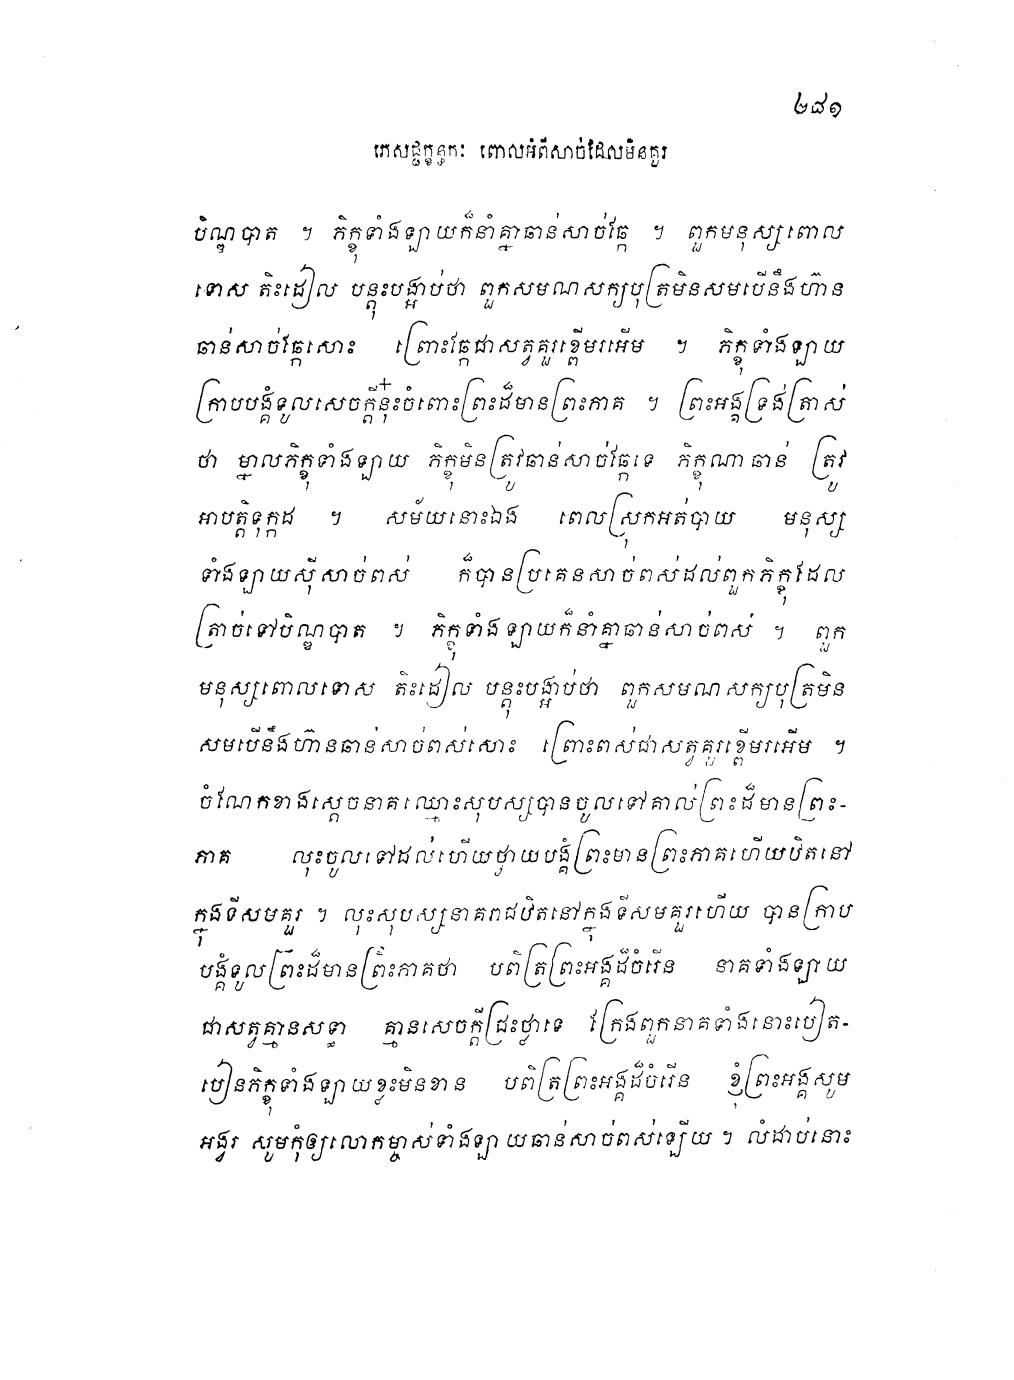 ២៨១
ភេសជ្ជក្ខន្ធកៈ ពោលអំពីសាច់ដែលមិនគួរ
បិណ្ឌបាត ។ ភិក្ខុទាំងឡាយក៏នាំគ្នាឆាន់សាច់ឆ្កែ ។ ពួកមនុស្សពោល
ទោស តិះដៀល បន្តុះបង្អាប់ថា ពួកសមណសក្យបុត្រមិនសមបើនឹងហ៊ាន
ឆាន់សាច់ឆ្កែសោះ ព្រោះឆ្កែជាសត្វគួរខ្ពើមរអើម ។ ភិក្ខុទាំងឡាយ
ក្រាបបង្គំទូលសេចក្តីនុ៎ះចំពោះព្រះដ៏មានព្រះភាគ ។ ព្រះអង្គទ្រង់ត្រាស់
ថា ម្នាលភិក្ខុទាំងឡាយ ភិក្ខុមិនត្រូវឆាន់សាច់ឆ្កែទេ ភិក្ខុណាឆាន់ ត្រូវ
អាបត្តិទុក្កដ ។ សម័យនោះឯង ពេលស្រុកអត់បាយ មនុស្ស
ទាំងឡាយស៊ីសាច់ពស់ ក៏បានប្រគេនសាច់ពស់ដល់ពួកភិក្ខុដែល
ត្រាច់ទៅបិណ្ឌបាត ។ ភិក្ខុទាំងឡាយក៏នាំគ្នាឆាន់សាច់ពស់ ។ ពួក
មនុស្សពោលទោស តិះដៀល បន្តុះបង្អាប់ថា ពួកសមណសក្យបុត្រមិន
សមបើនឹងហ៊ានឆាន់សាច់ពស់សោះ ព្រោះពស់ជាសត្វគួរខ្ពើមរអើម ។
ចំណែកខាងស្តេចនាគឈ្មោះសុបស្សបានចូលទៅគាល់ព្រះដ៏មានព្រះ-
ភាគ លុះចូលទៅដល់ហើយថ្វាយបង្គំព្រះមានព្រះភាគហើយឋិតនៅ
ក្នុងទីសមគួរ ។ លុះសុបស្សនាគរាជឋិតនៅក្នុងទីសមគួរហើយ បានក្រាប
បង្គំទូលព្រះដ៏មានព្រះភាគថា បពិត្រព្រះអង្គដ៏ចំរើន នាគទាំងឡាយ
ជាសត្វគ្មានសទ្ធា គ្មានសេចក្តីជ្រះថ្លាទេ ក្រែងពួកនាគទាំងនោះបៀត-
បៀនភិក្ខុទាំងឡាយខ្លះមិនខាន បពិត្រព្រះអង្គដ៏ចំរើន ខ្ញុំព្រះអង្គសូម
អង្វរ សូមកុំឲ្យលោកម្ចាស់ទាំងឡាយឆាន់សាច់ពស់ឡើយ ។ លំដាប់នោះ